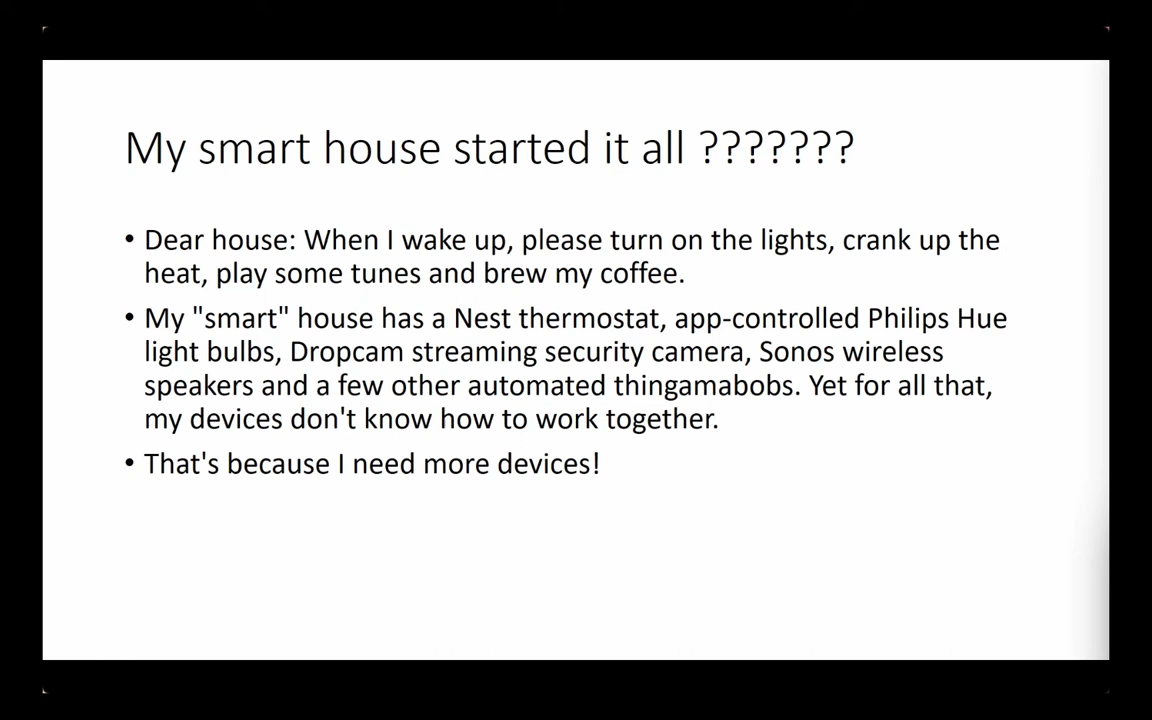 My smart house started it all ???????
• Dear house: When I wake up, please turn on the lights, crank up the
heat, play some tunes and brew my coffee.
• My "smart" house has a Nest thermostat, app-controlled Philips Hue
light bulbs, Dropcam streaming security camera, Sonos wireless
speakers and a few other automated thingamabobs. Yet for all that,
my devices don't know how to work together.
• That's because I need more devices!